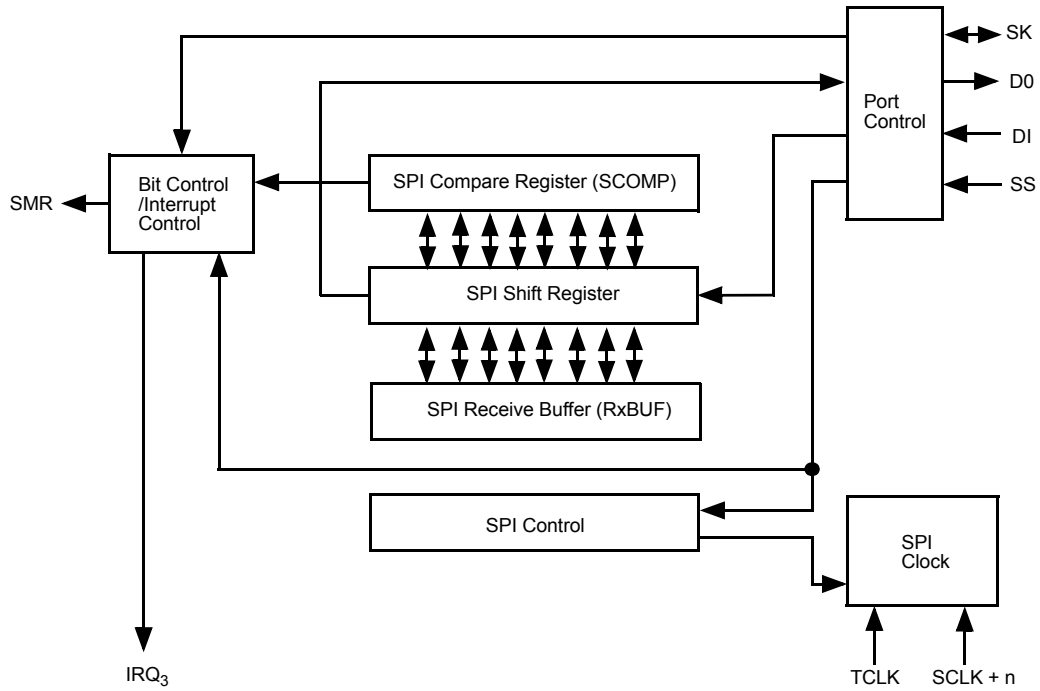 SK
D0
Port
Control
DI
SS
Bit Control
/Interrupt
Control
SMR
SPI Compare Register (SCOMP)
SPI Shift Register
SPI Receive Buffer (RxBUF)
SPI Control
SPI
Clock
IRQ3
TCLK
SCLK + n